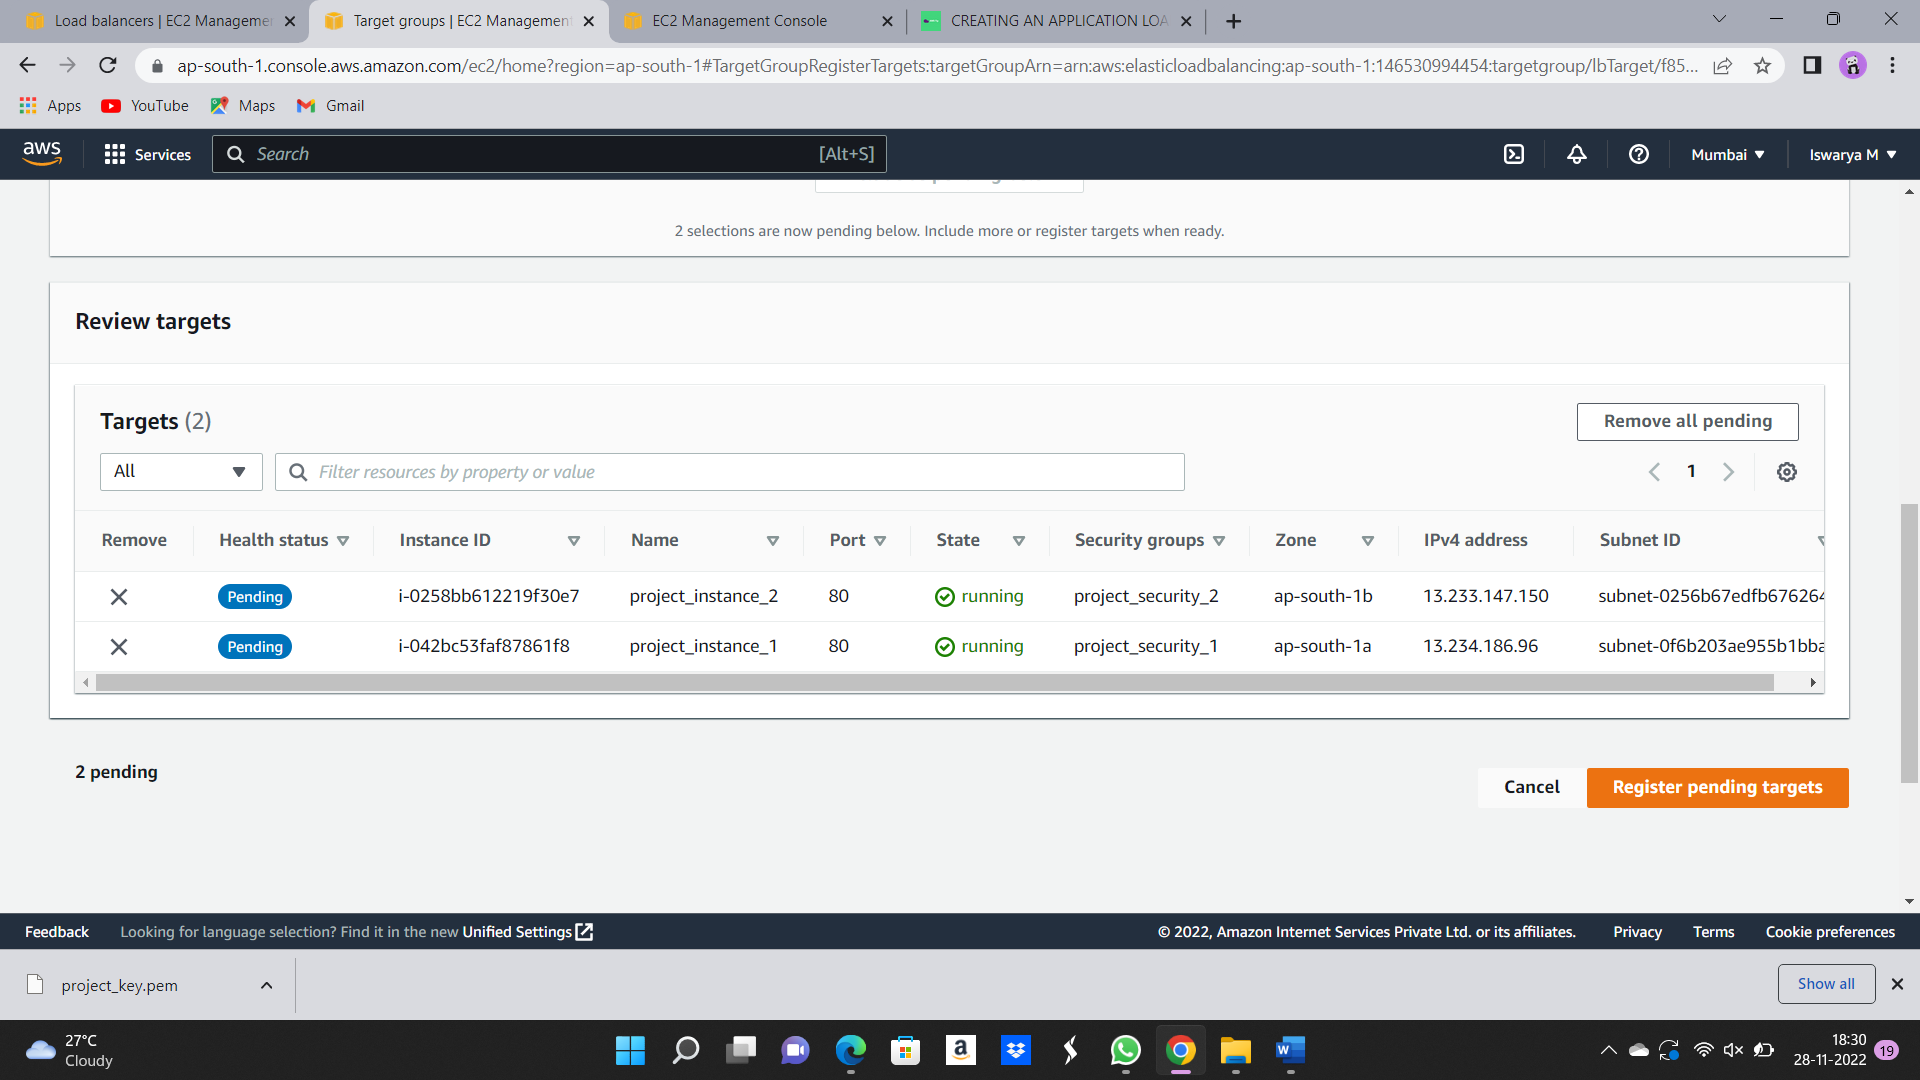 Load balancers | EC2 Manageme
Target groups | EC2 Management
EC2 Management Console
CREATING AN APPLICATION LOA
ap-south-1.console.aws.amazon.com/ec2/home?region=ap-south-1#TargetGroupRegisterTargets:targetGroupArn=arn:aws:elasticloadbalancing:ap-south-1:146530994454:targetgroup/lbTarget/f85...
Apps
YouTube
Maps
Gmail
aws
Services
Search
[Alt+S]
Mumbai
Iswarya M
2 selections are now pending below. Include more or register targets when ready.
Review targets
Targets (2)
Remove all pending
All
Filter resources by property or value
1
Remove Health status Instance ID Name Port State Security groups Zone IPv4 address Subnet ID
Pending i-0258bb612219f30e7 project_instance_2 80 running project_security_2 ap-south-1b 13.233.147.150 subnet-0256b67edfb676264
Pending i-042bc53faf87861f8 project_instance_1 80 running project_security_1 ap-south-1a 13.234.186.96 subnet-0f6b203ae955b1bba
2 pending
Cancel
Register pending targets
Feedback
Looking for language selection? Find it in the new Unified Settings
© 2022, Amazon Internet Services Private Ltd. or its affiliates.
Privacy
Terms
Cookie preferences
project_key.pem
Show all
27°C
Cloudy
18:30
28-11-2022
19